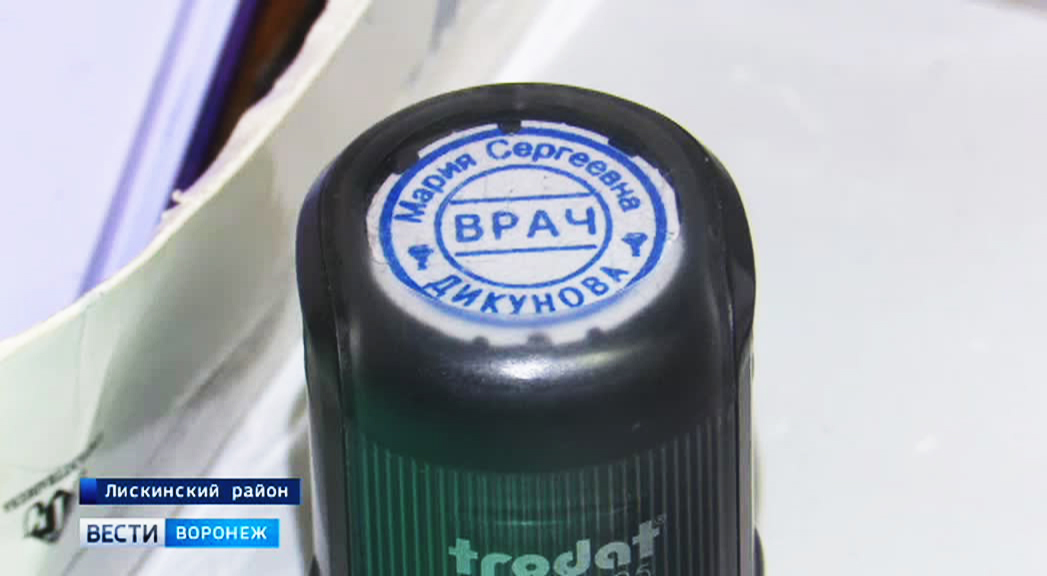 Мария Сергеевна
ВРАЧ
ДИКУНОВА
Лискинский район
ВЕСТИ ВОРОНЕЖ
trodat